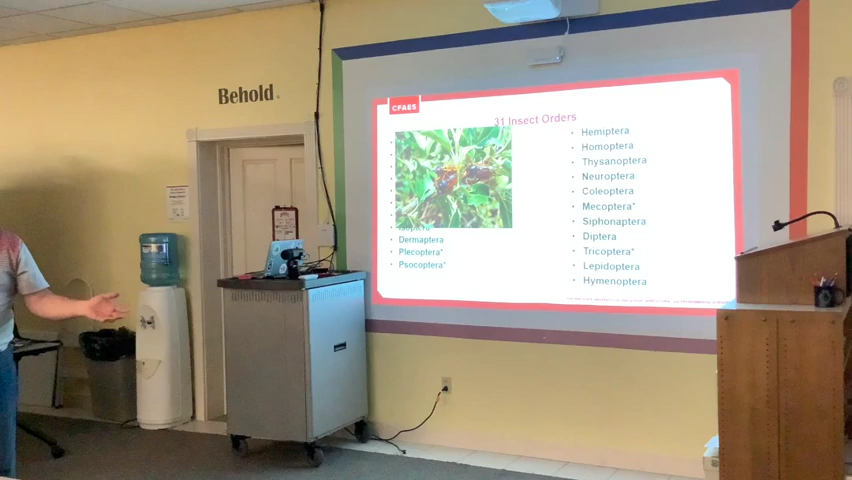 Behold.
CFAES
31 Insect Orders
Dermaptera
Plecoptera*
Psocoptera*
Hemiptera
Homoptera
Thysanoptera
Neuroptera
Coleoptera
Mecoptera*
Siphonaptera
Diptera
Tricoptera*
Lepidoptera
Hymenoptera